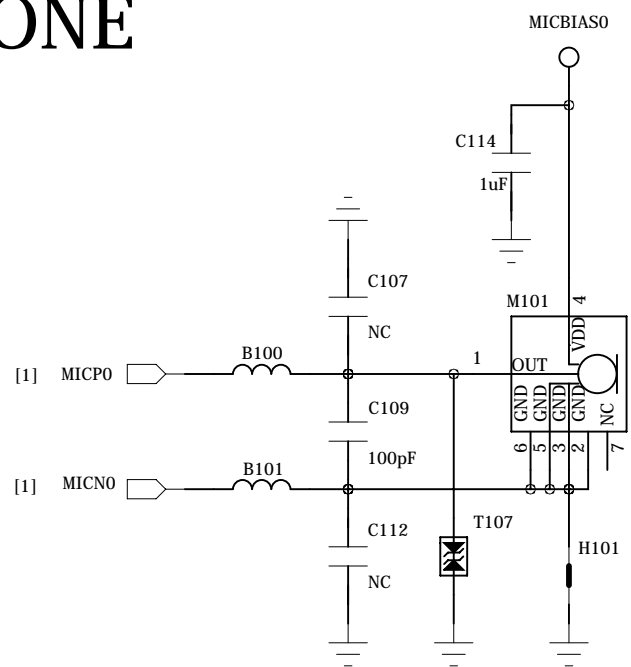 ONE
MICBIAS0
C114
1uF
C107
NC
M101
4
VDD
B100
1
OUT
[1] MICP0
C109
100pF
GND GND GND GND NC
6 5 3 2 7
B101
[1] MICN0
C112
NC
T107
H101